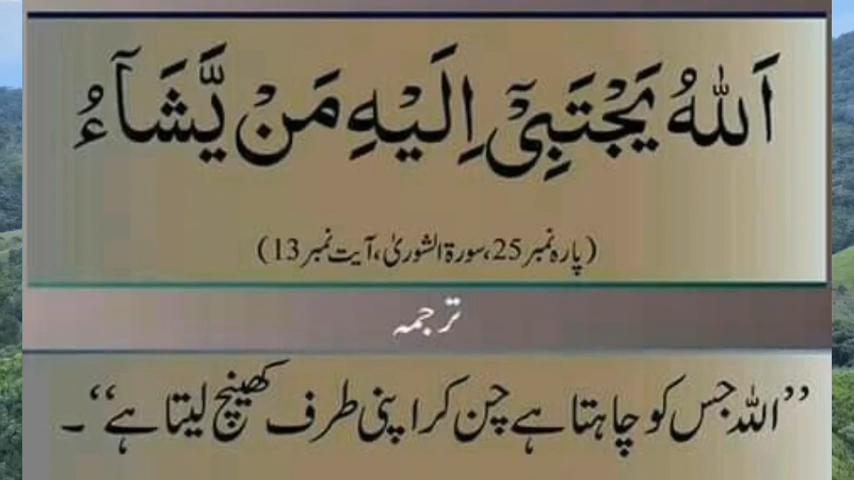 اَللّٰهُ یَجْتَبِیْۤ اِلَیْهِ مَنْ یَّشَآءُ
(پارہ نمبر 25، سورۃ الشوریٰ، آیت نمبر 13)
ترجمہ
”اللہ جس کو چاہتا ہے چن کر اپنی طرف کھینچ لیتا ہے“۔